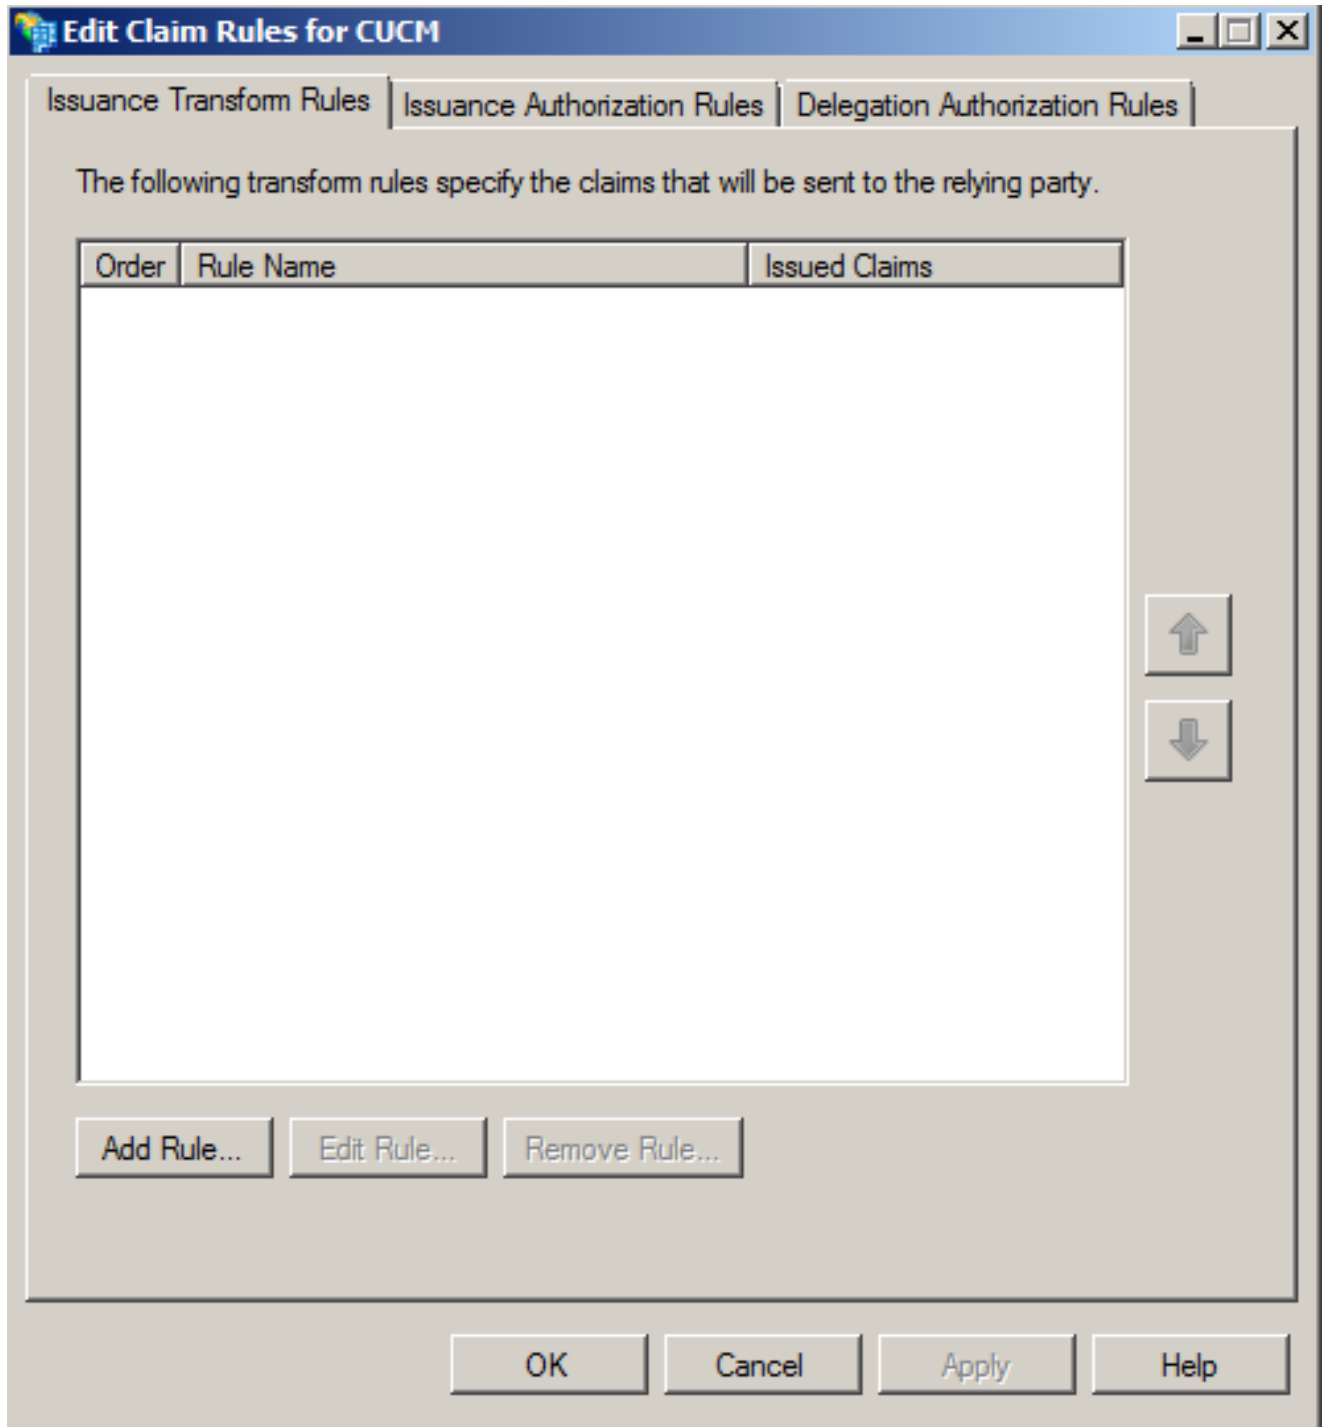 Edit Claim Rules for CUCM
Issuance Transform Rules Issuance Authorization Rules Delegation Authorization Rules
The following transform rules specify the claims that will be sent to the relying party.
Order Rule Name Issued Claims
Add Rule... Edit Rule... Remove Rule...
OK Cancel Apply Help